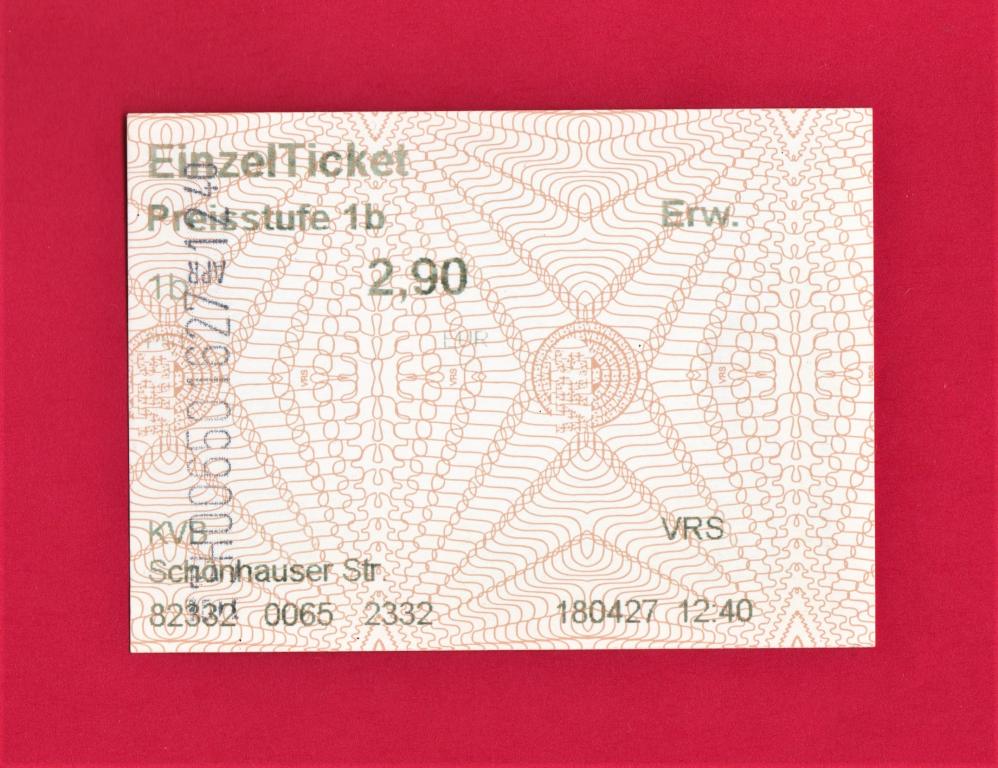 EinzelTicket
Preisstufe 1b Erw.
1b 2,90
EUR
VRS VRS VRS
KVB VRS
Schönhauser Str.
82332 0065 2332 180427 12:40